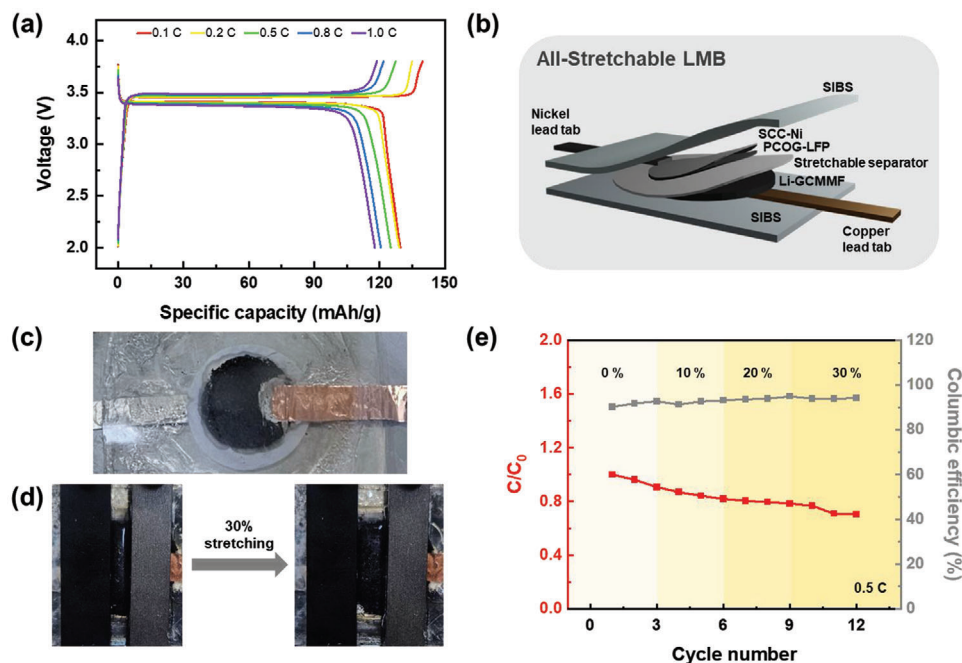 (a)
0.1 C 0.2 C 0.5 C 0.8 C 1.0 C
4.0
3.5
3.0
2.5
2.0
Voltage (V)
0 30 60 90 120 150
Specific capacity (mAh/g)
(b)
All-Stretchable LMB
SIBS
Nickel
lead tab
SCC-Ni
PCOG-LFP
Stretchable separator
Li-GCMMF
SIBS
Copper
lead tab
(c)
(d)
30%
stretching
(e)
2.0
1.6
1.2
0.8
0.4
0.0
C/C0
0 % 10 % 20 % 30 %
0.5 C
120
100
80
60
40
20
0
Columbic efficiency (%)
0 3 6 9 12
Cycle number